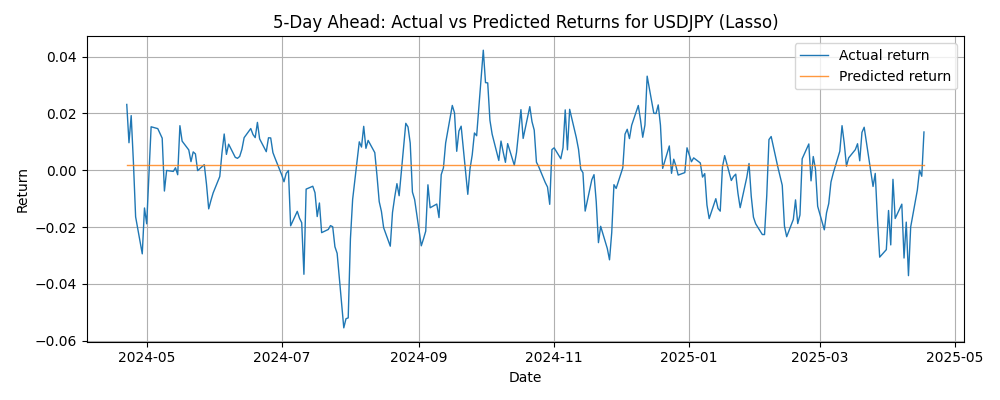 5-Day Ahead: Actual vs Predicted Returns for USDJPY (Lasso)
Actual return
Predicted return
0.04
0.02
0.00
−0.02
−0.04
−0.06
Return
2024-05
2024-07
2024-09
2024-11
2025-01
2025-03
2025-05
Date